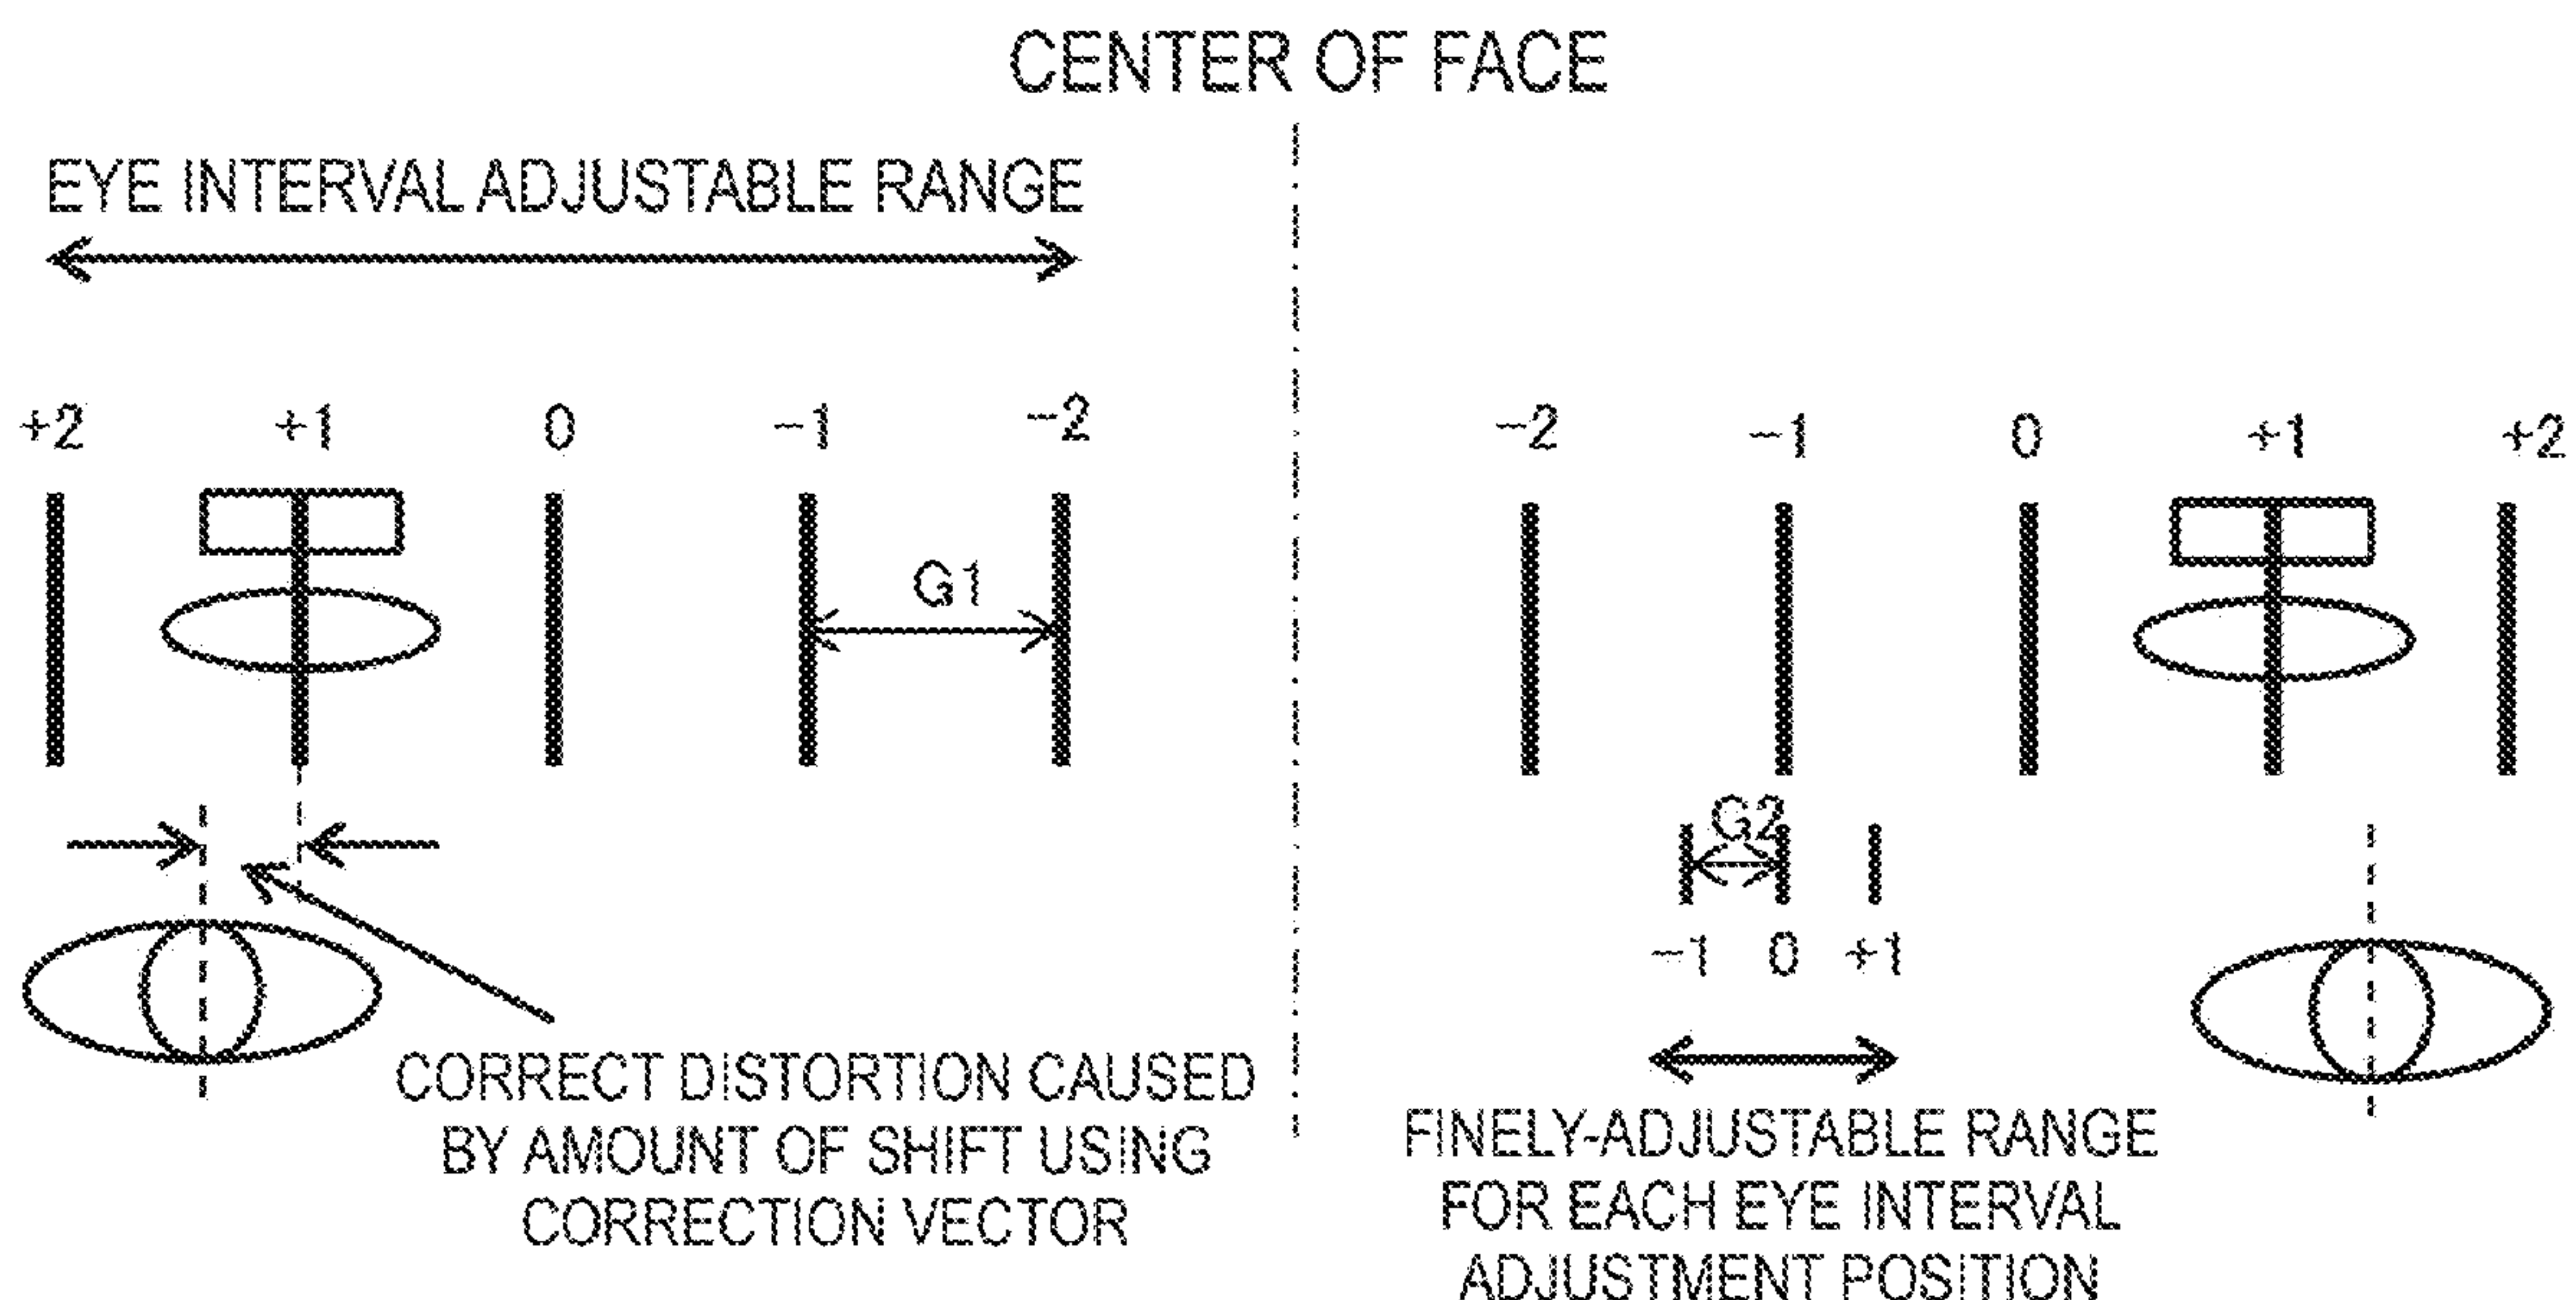 CENTER OF FACE
EYE INTERVAL ADJUSTABLE RANGE
+2 +1 0 −1 −2
−2 −1 0 +1 +2
G1
G2
−1 0 +1
CORRECT DISTORTION CAUSED
BY AMOUNT OF SHIFT USING
CORRECTION VECTOR
FINELY-ADJUSTABLE RANGE
FOR EACH EYE INTERVAL
ADJUSTMENT POSITION